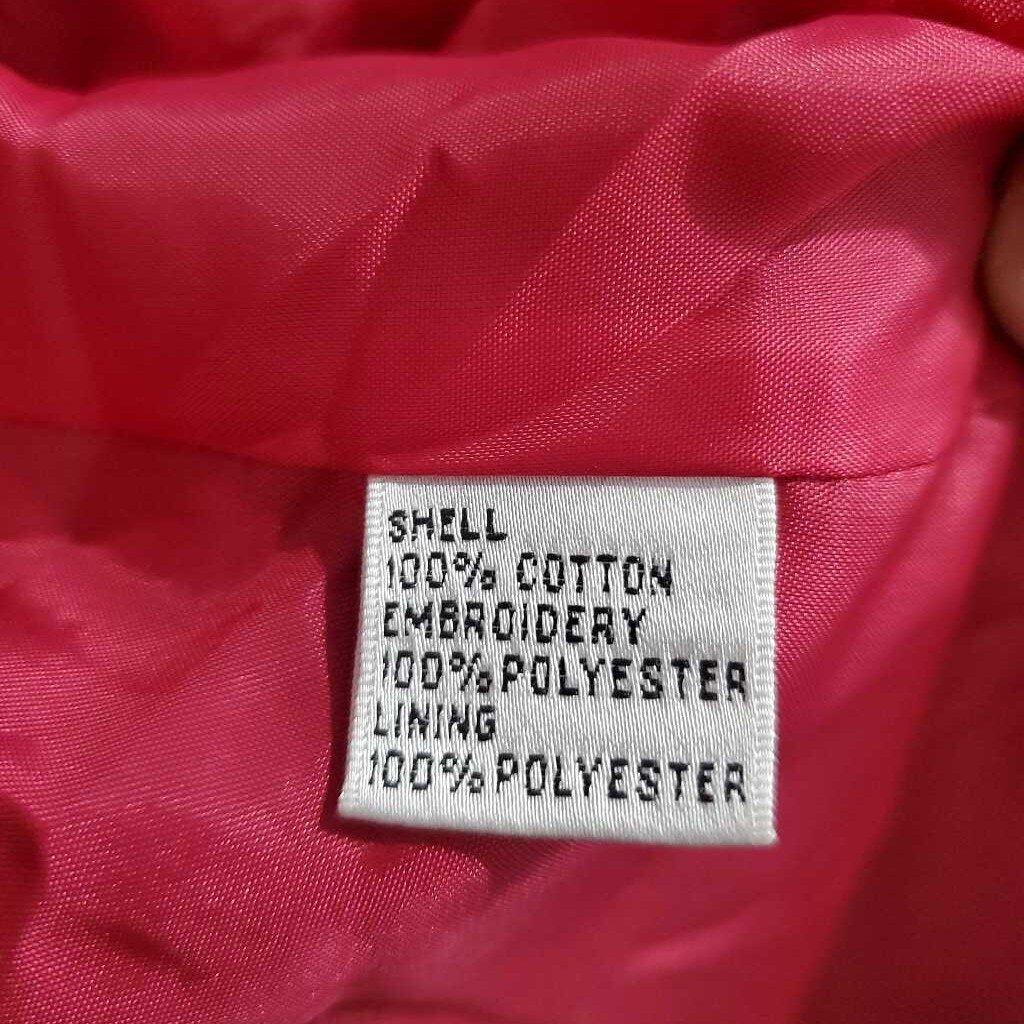 SHELL
100% COTTON
EMBROIDERY
100% POLYESTER
LINING
100% POLYESTER